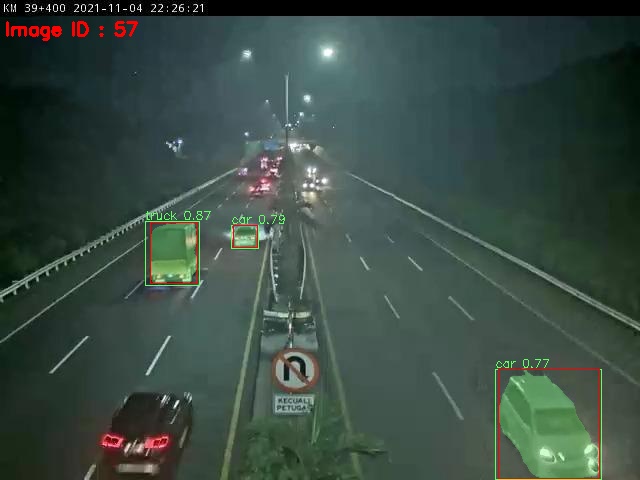 KM 39+400 2021-11-04 22:26:21
Image ID : 57
truck 0.87
car 0.79
car 0.77
KECUALI
PETUGAS